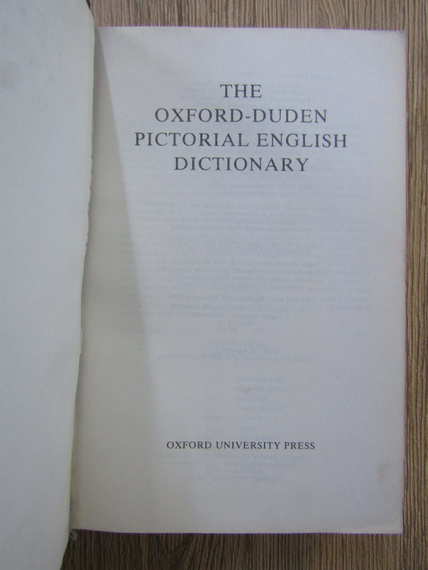 THE
OXFORD-DUDEN
PICTORIAL ENGLISH
DICTIONARY
OXFORD UNIVERSITY PRESS